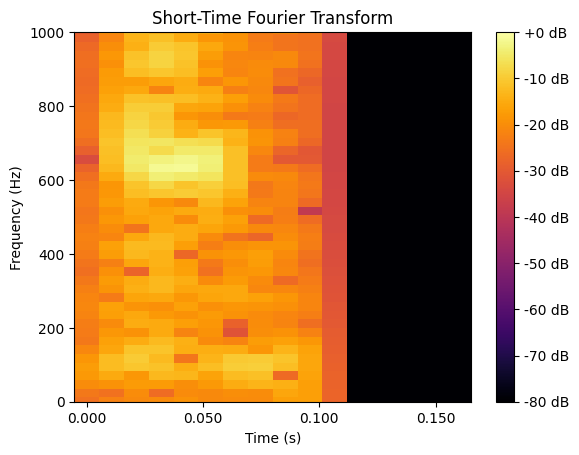 Short-Time Fourier Transform
1000
800
600
400
200
0
Frequency (Hz)
0.000
0.050
0.100
0.150
Time (s)
+0 dB
-10 dB
-20 dB
-30 dB
-40 dB
-50 dB
-60 dB
-70 dB
-80 dB